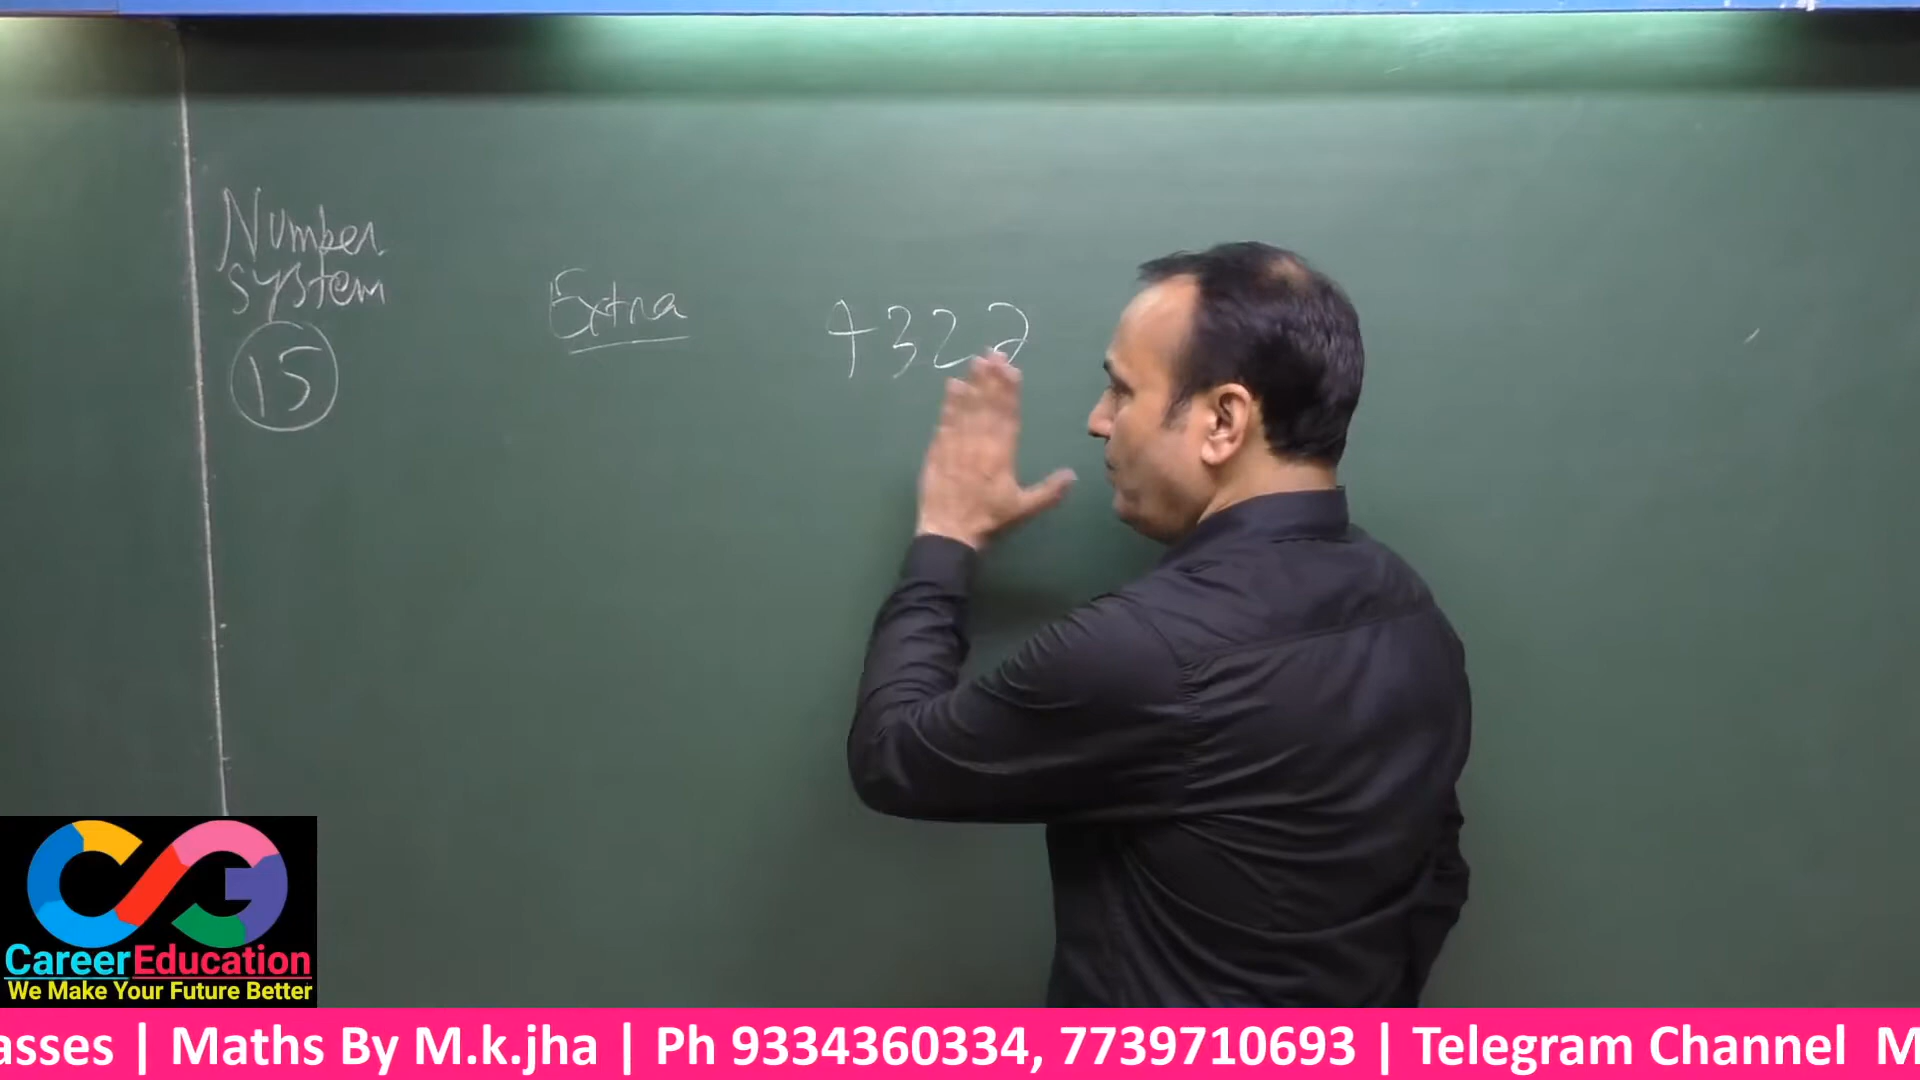 Number
system
15
Extra
4322
CareerEducation
We Make Your Future Better
asses | Maths By M.k.jha | Ph 9334360334, 7739710693 | Telegram Channel M